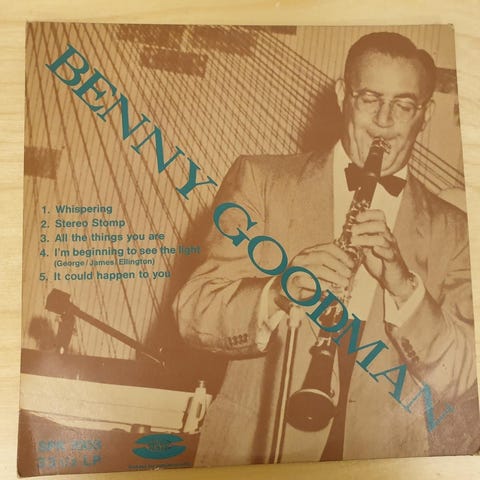 BENNY GOODMAN
1. Whispering
2. Stereo Stomp
3. All the things you are
4. I'm beginning to see the light
(George/James/Ellington)
5. It could happen to you
LP